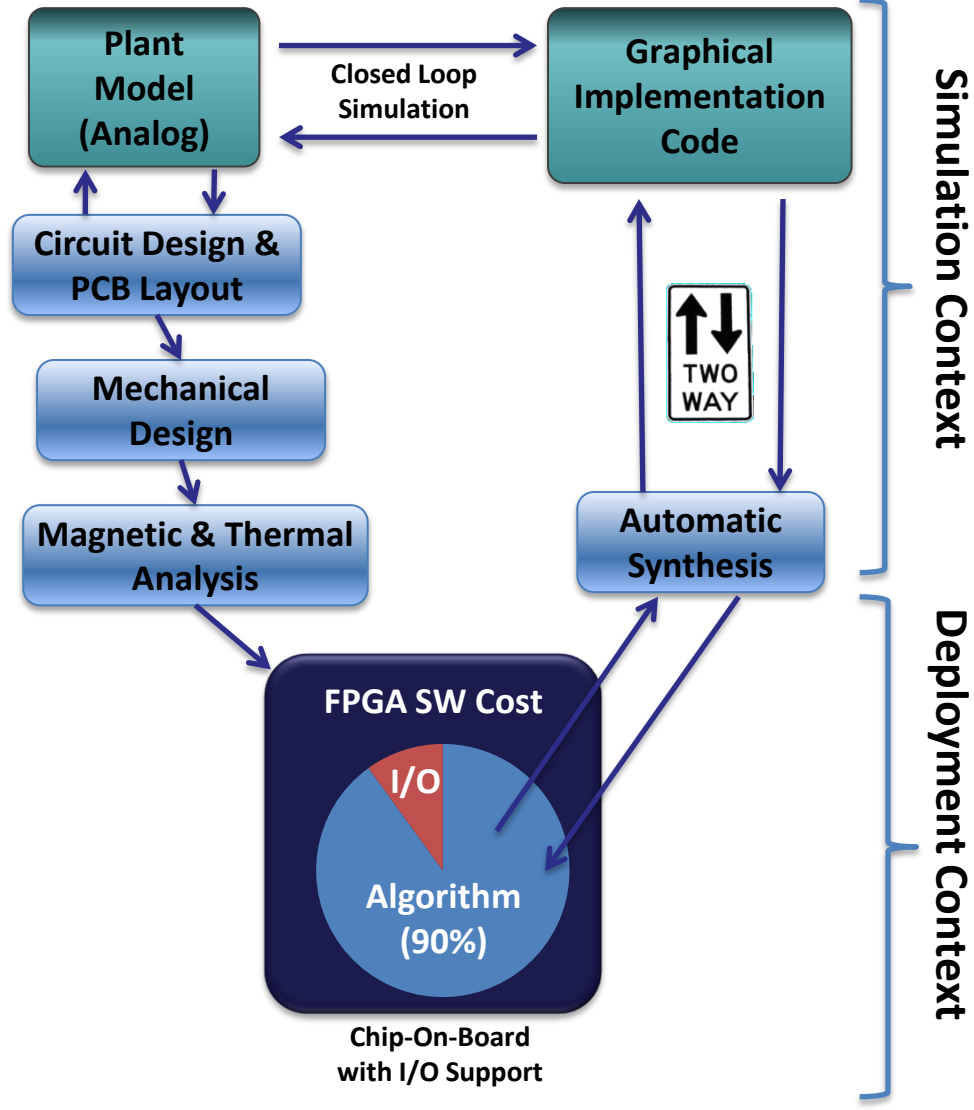 Plant
Model
(Analog)
Closed Loop
Simulation
Graphical
Implementation
Code
Circuit Design &
PCB Layout
TWO
WAY
Mechanical
Design
Magnetic & Thermal
Analysis
Automatic
Synthesis
Simulation Context
FPGA SW Cost
I/O
Algorithm
(90%)
Chip-On-Board
with I/O Support
Deployment Context